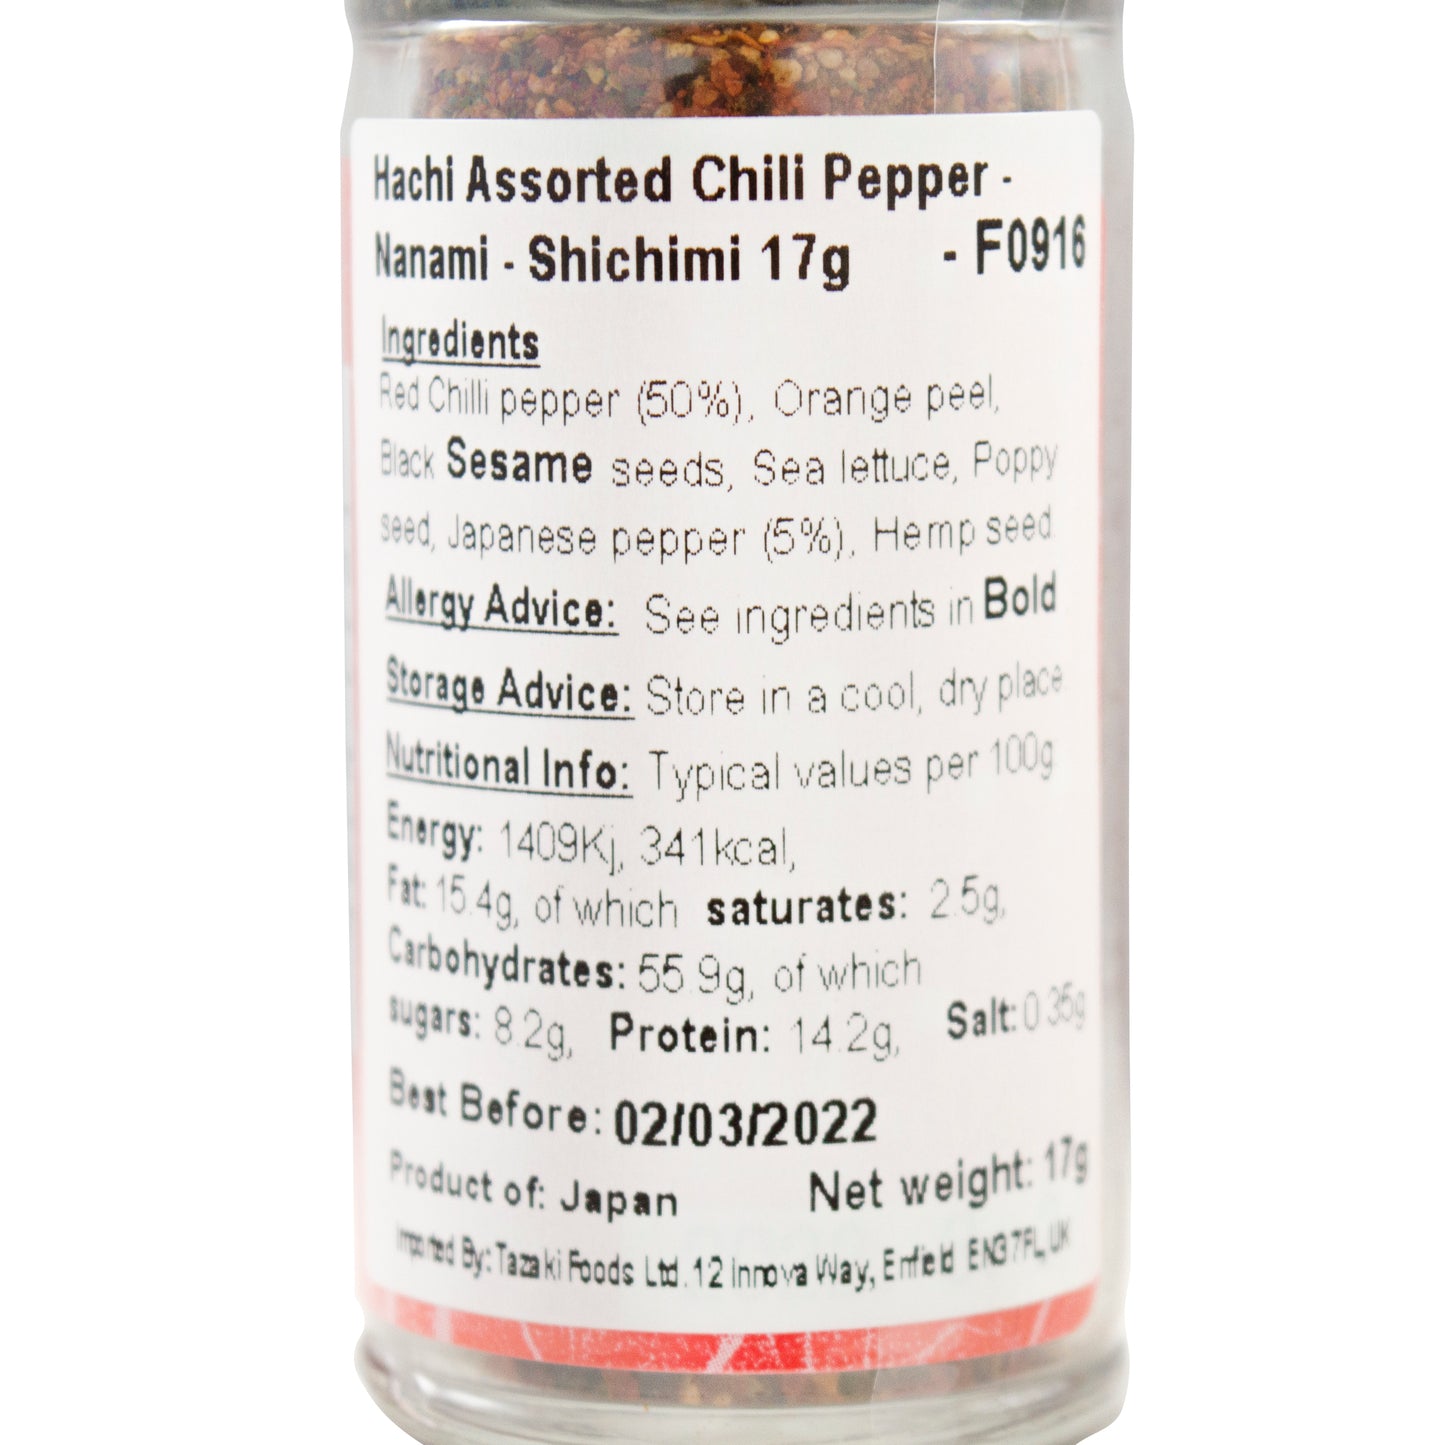 Hachi Assorted Chili Pepper -
Nanami - Shichimi 17g - F0916
Ingredients
Red Chilli pepper (50%), Orange peel,
Black Sesame seeds, Sea lettuce, Poppy
seed, Japanese pepper (5%), Hemp seed.
Allergy Advice: See ingredients in Bold
Storage Advice: Store in a cool, dry place.
Nutritional Info: Typical values per 100g
Energy: 1409Kj, 341kcal,
Fat: 15.4g, of which saturates: 2.5g,
Carbohydrates: 55.9g, of which
sugars: 8.2g, Protein: 14.2g, Salt: 0.35g
Best Before: 02/03/2022
Product of: Japan Net weight: 17g
Imported By: Tazaki Foods Ltd. 12 Innova Way, Enfield EN3 7FL, UK